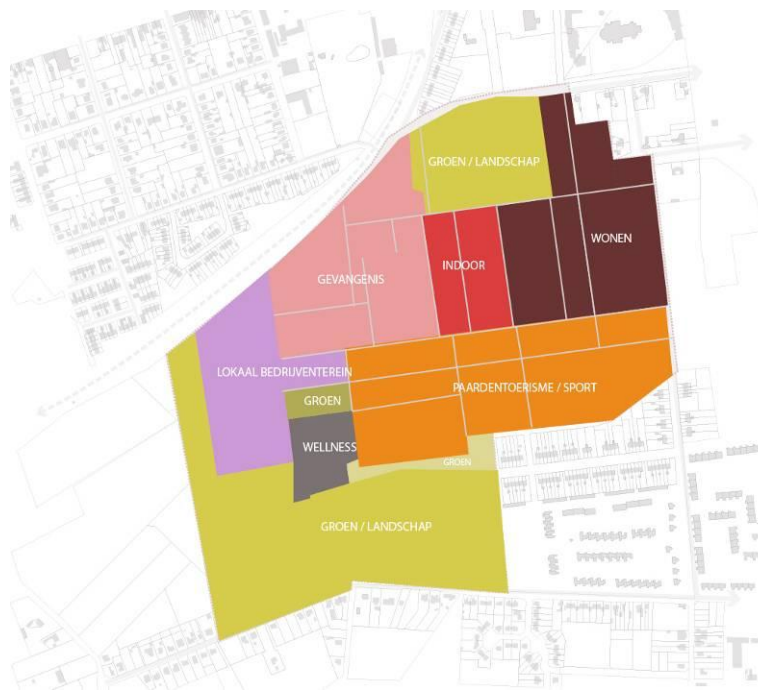 GROEN / LANDSCHAP
WONEN
INDOOR
GEVANGENIS
LOKAAL BEDRIJVENTEREIN
PAARDENTOERISME / SPORT
GROEN
WELLNESS
GROEN
GROEN / LANDSCHAP